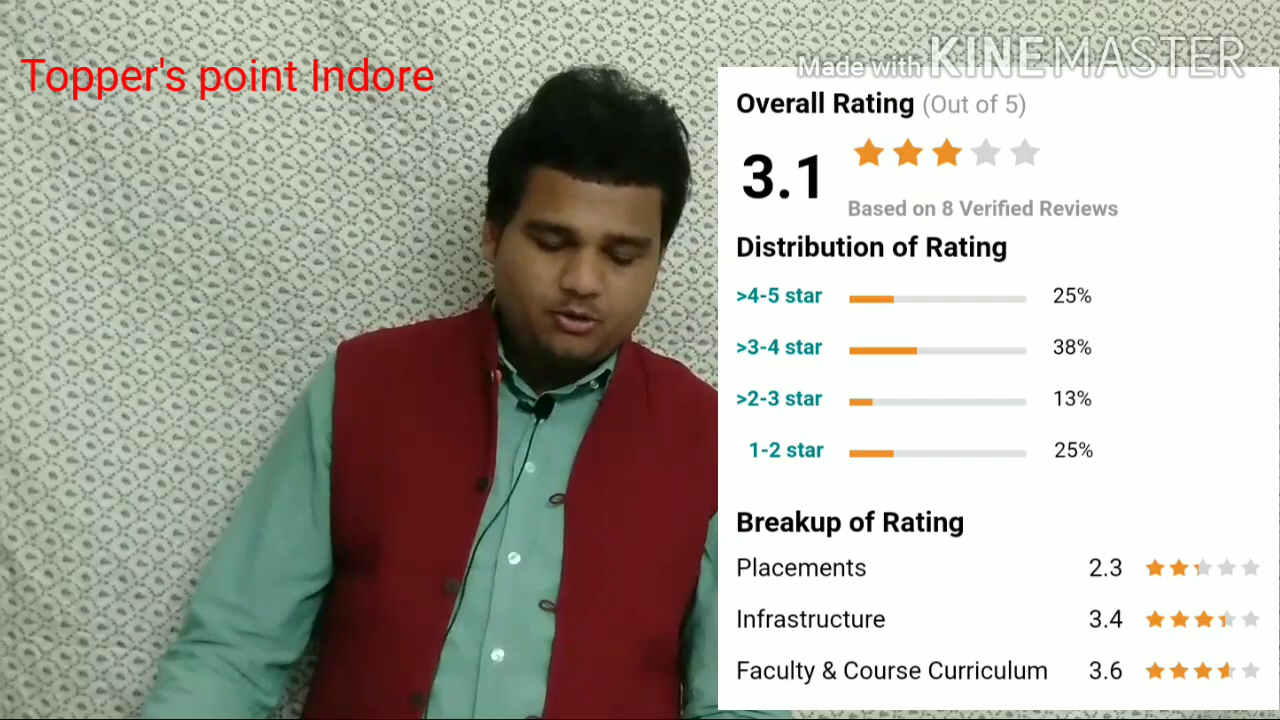 Topper's point Indore
Made with KINEMASTER
Overall Rating (Out of 5)
3.1
Based on 8 Verified Reviews
Distribution of Rating
>4-5 star 25%
>3-4 star 38%
>2-3 star 13%
1-2 star 25%
Breakup of Rating
Placements 2.3
Infrastructure 3.4
Faculty & Course Curriculum 3.6